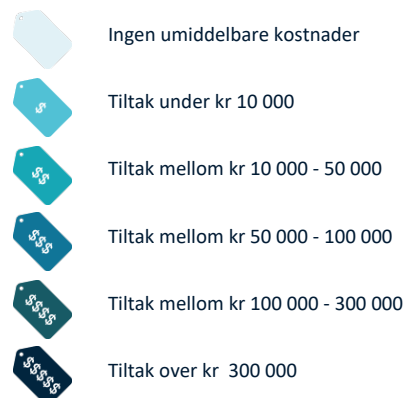 Ingen umiddelbare kostnader
$
Tiltak under kr 10 000
$$
Tiltak mellom kr 10 000 - 50 000
$$$
Tiltak mellom kr 50 000 - 100 000
$$$$
Tiltak mellom kr 100 000 - 300 000
$$$$$
Tiltak over kr  300 000